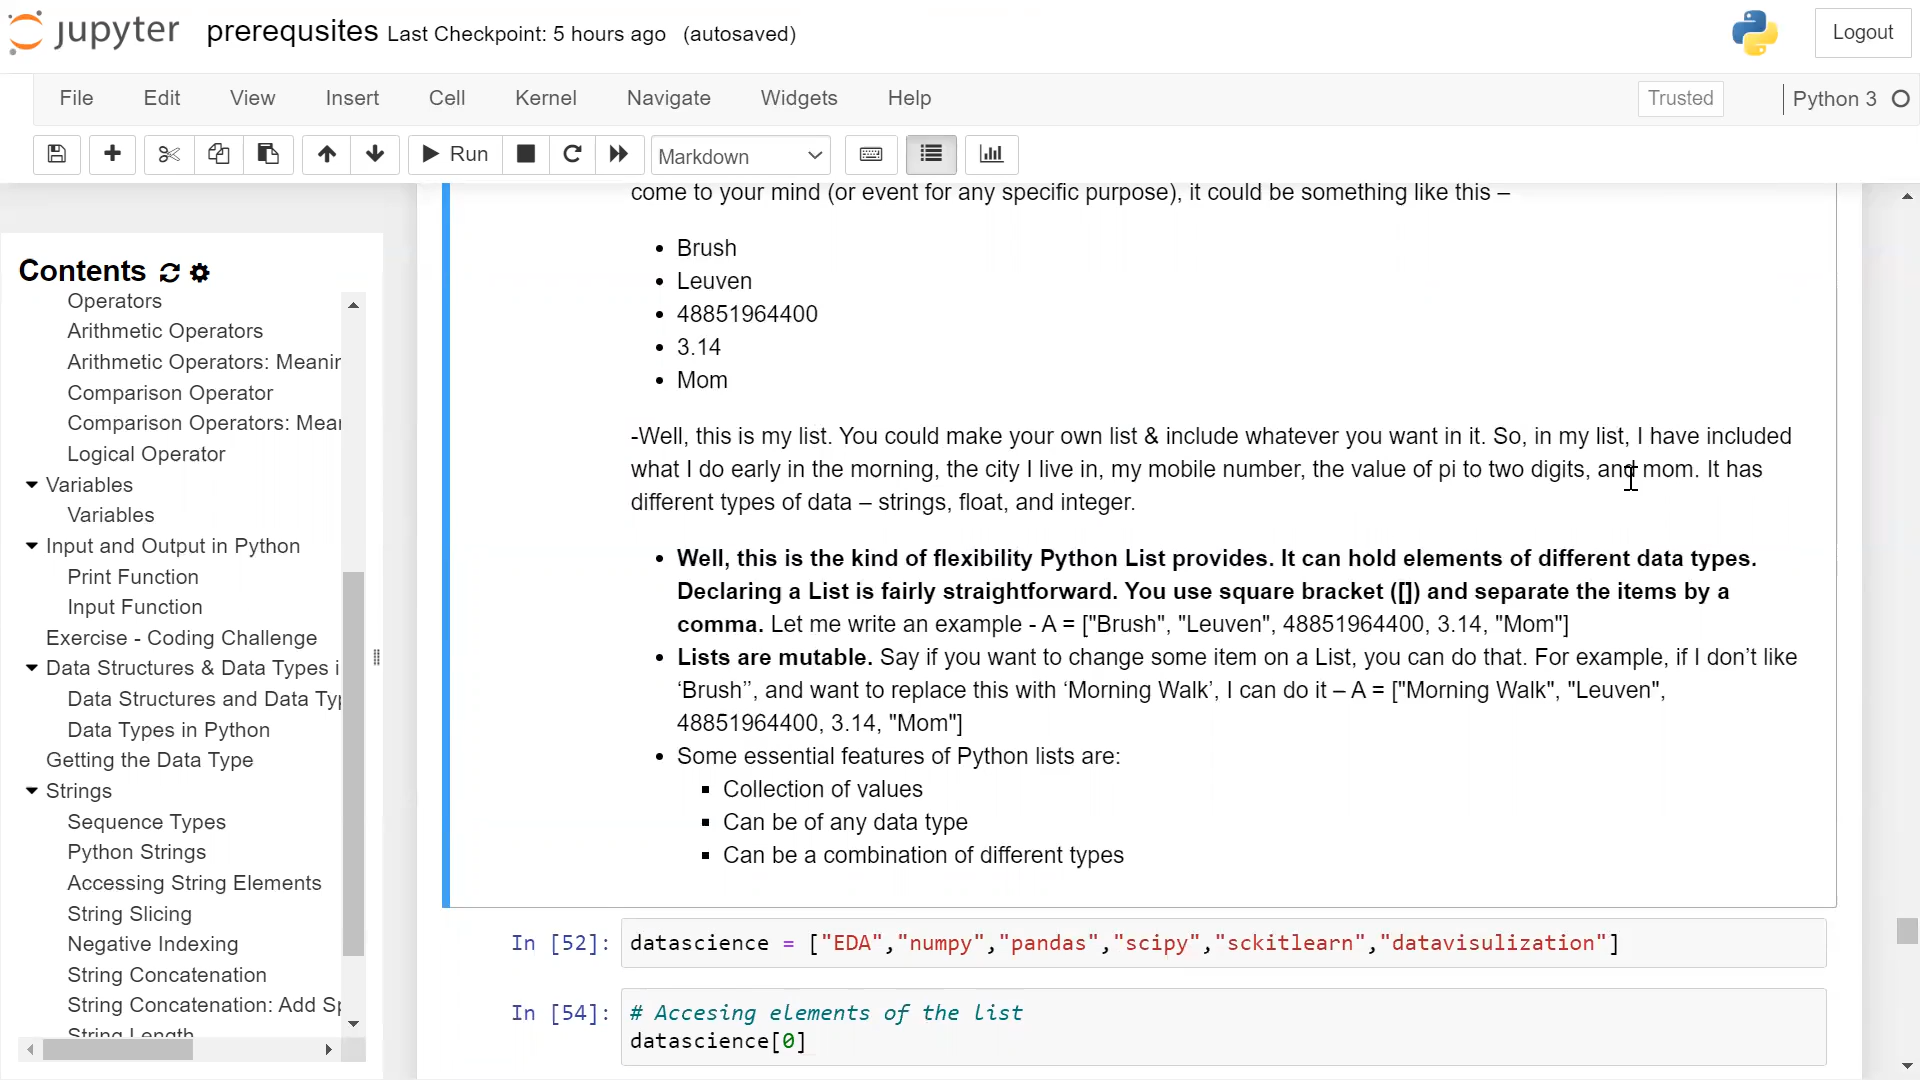 jupyter prerequsites Last Checkpoint: 5 hours ago (autosaved) Logout
File Edit View Insert Cell Kernel Navigate Widgets Help Trusted Python 3
Run Markdown
Contents
Operators
Arithmetic Operators
Arithmetic Operators: Meanin
Comparison Operator
Comparison Operators: Mear
Logical Operator
Variables
Variables
Input and Output in Python
Print Function
Input Function
Exercise - Coding Challenge
Data Structures & Data Types i
Data Structures and Data Typ
Data Types in Python
Getting the Data Type
Strings
Sequence Types
Python Strings
Accessing String Elements
String Slicing
Negative Indexing
String Concatenation
String Concatenation: Add Sp
String Length
come to your mind (or event for any specific purpose), it could be something like this –
• Brush
• Leuven
• 48851964400
• 3.14
• Mom
-Well, this is my list. You could make your own list & include whatever you want in it. So, in my list, I have included
what I do early in the morning, the city I live in, my mobile number, the value of pi to two digits, and mom. It has
different types of data – strings, float, and integer.
• Well, this is the kind of flexibility Python List provides. It can hold elements of different data types.
Declaring a List is fairly straightforward. You use square bracket ([]) and separate the items by a
comma. Let me write an example - A = ["Brush", "Leuven", 48851964400, 3.14, "Mom"]
• Lists are mutable. Say if you want to change some item on a List, you can do that. For example, if I don’t like
‘Brush’’, and want to replace this with ‘Morning Walk’, I can do it – A = ["Morning Walk", "Leuven",
48851964400, 3.14, "Mom"]
• Some essential features of Python lists are:
▪ Collection of values
▪ Can be of any data type
▪ Can be a combination of different types
In [52]: datascience = ["EDA","numpy","pandas","scipy","sckitlearn","datavisulization"]
In [54]: # Accesing elements of the list
datascience[0]